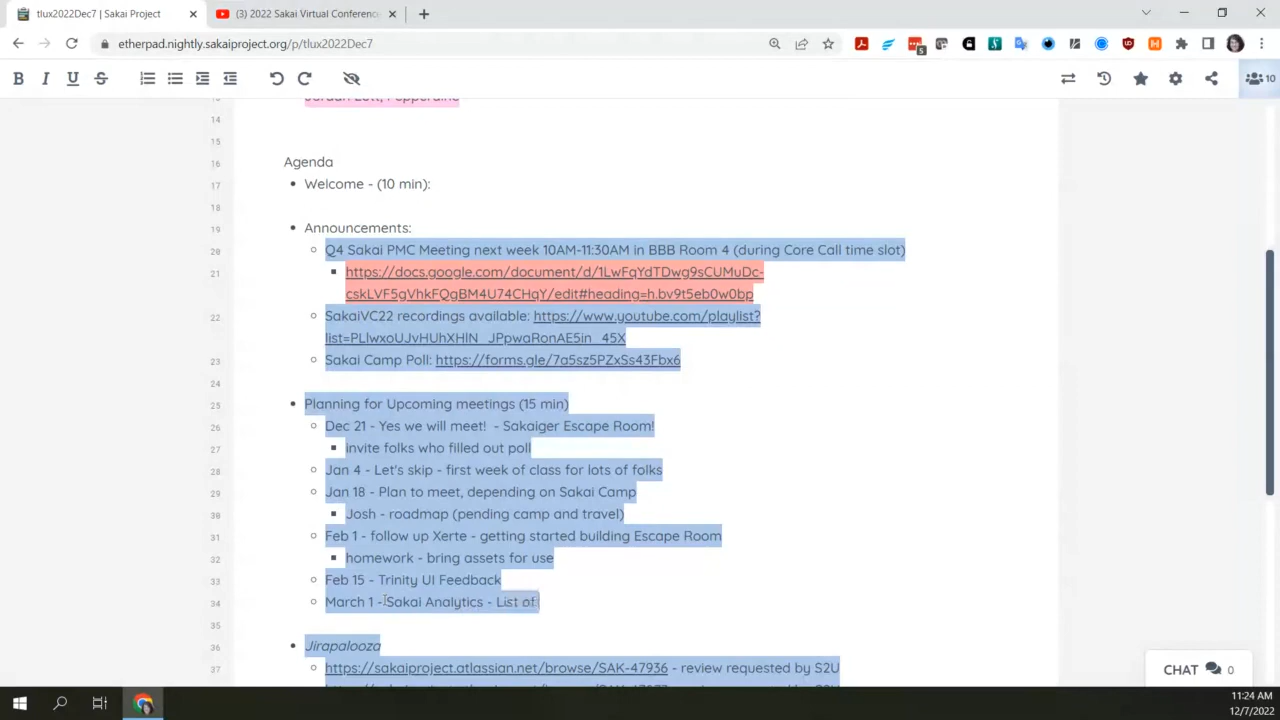 tlux2022Dec7 | Sakai Project
(3) 2022 Sakai Virtual Conference
etherpad.nightly.sakaiproject.org/p/tlux2022Dec7
5
10
14
15
16 Agenda
17 Welcome - (10 min):
18
19 Announcements:
20 Q4 Sakai PMC Meeting next week 10AM-11:30AM in BBB Room 4 (during Core Call time slot)
21 https://docs.google.com/document/d/1LwFqYdTDwg9sCUMuDc-
cskLVF5gVhkFQgBM4U74CHqY/edit#heading=h.bv9t5eb0w0bp
22 SakaiVC22 recordings available: https://www.youtube.com/playlist?
list=PLlwxoUJvHUhXHlN_JPpwaRonAE5in_45X
23 Sakai Camp Poll: https://forms.gle/7a5sz5PZxSs43Fbx6
24
25 Planning for Upcoming meetings (15 min)
26 Dec 21 - Yes we will meet! - Sakaiger Escape Room!
27 invite folks who filled out poll
28 Jan 4 - Let's skip - first week of class for lots of folks
29 Jan 18 - Plan to meet, depending on Sakai Camp
30 Josh - roadmap (pending camp and travel)
31 Feb 1 - follow up Xerte - getting started building Escape Room
32 homework - bring assets for use
33 Feb 15 - Trinity UI Feedback
34 March 1 - Sakai Analytics - List of
35
36 Jirapalooza
37 https://sakaiproject.atlassian.net/browse/SAK-47936 - review requested by S2U
CHAT 0
11:24 AM
12/7/2022